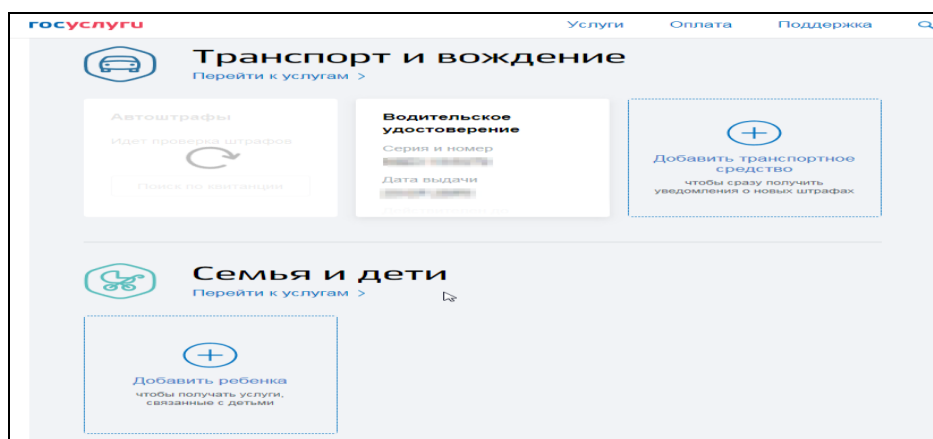 госуслуги
Услуги Оплата Поддержка
Транспорт и вождение
Перейти к услугам >
Автоштрафы
Идет проверка штрафов
Поиск по квитанции
Водительское
удостоверение
Серия и номер
Дата выдачи
Добавить транспортное
средство
чтобы сразу получить
уведомления о новых штрафах
Семья и дети
Перейти к услугам >
Добавить ребенка
чтобы получать услуги,
связанные с детьми